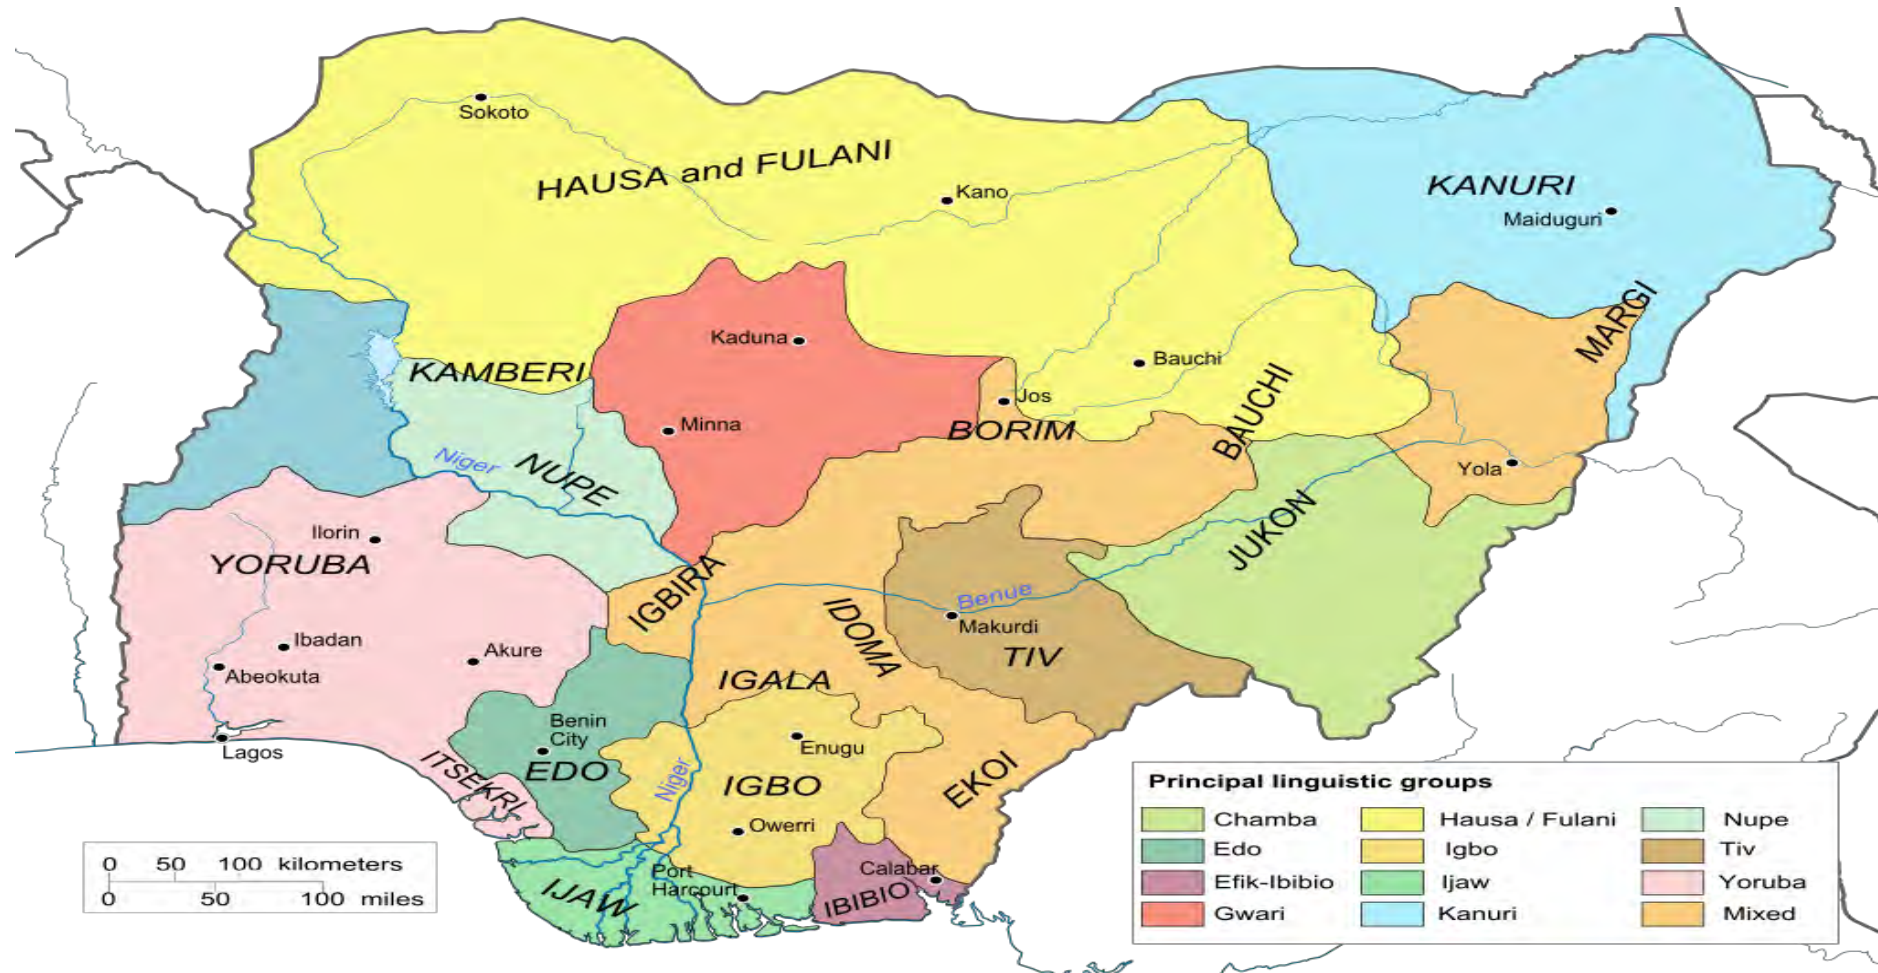 Sokoto
HAUSA and FULANI
Kano
KANURI
Maiduguri
MARGI
Kaduna
KAMBERI
Bauchi
BAUCHI
Jos
BORIM
Minna
Niger
NUPE
Yola
JUKON
Ilorin
YORUBA
IGBIRA
Benue
Makurdi
TIV
IDOMA
Ibadan
Akure
Abeokuta
IGALA
Benin
City
EDO
Lagos
ITSEKRI
Enugu
IGBO
Niger
Owerri
EKOI
Port
Harcourt
Calabar
IBIBIO
IJAW
0 50 100 kilometers
0 50 100 miles
Principal linguistic groups
Chamba
Hausa / Fulani
Nupe
Edo
Igbo
Tiv
Efik-Ibibio
Ijaw
Yoruba
Gwari
Kanuri
Mixed